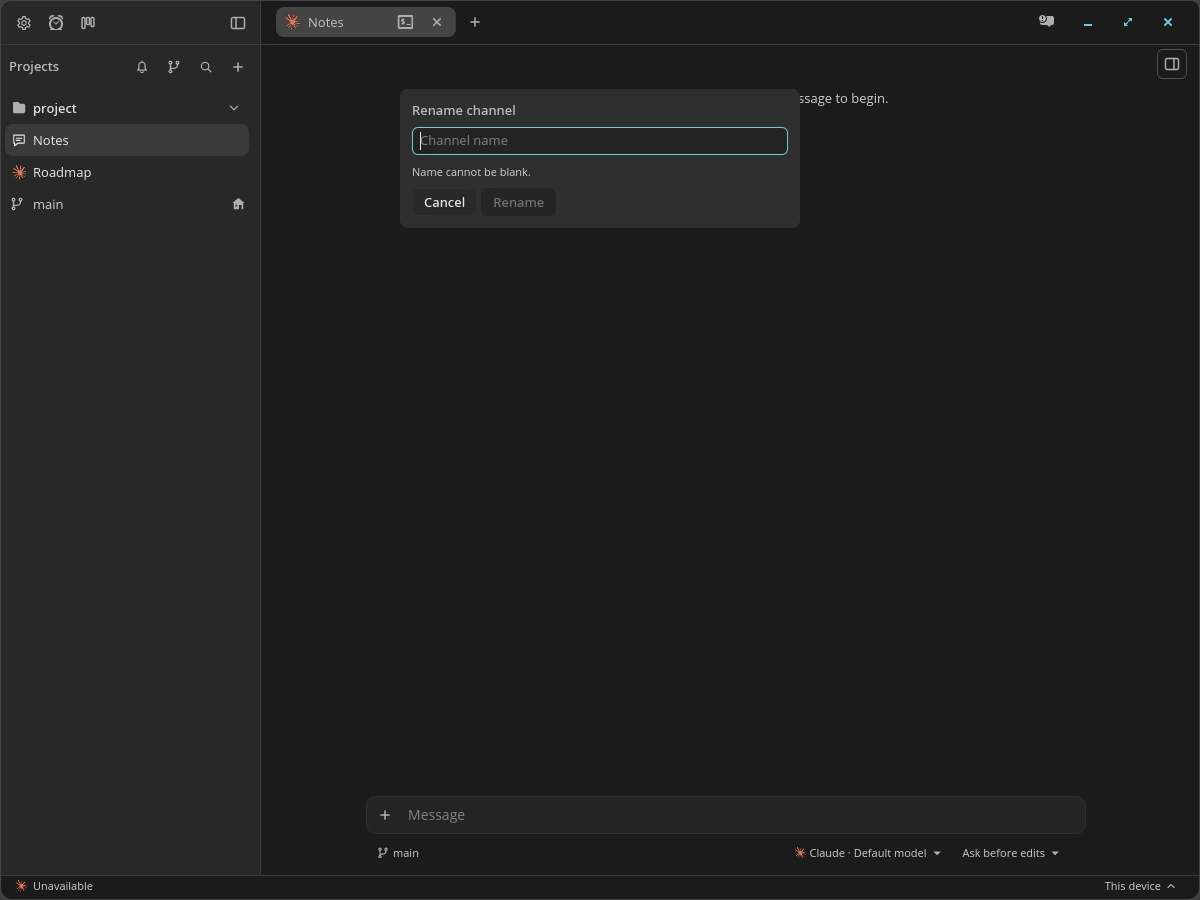 Notes
Projects
project
Notes
Roadmap
main
ssage to begin.
Rename channel
Channel name
Name cannot be blank.
Cancel Rename
Message
main
Claude · Default model
Ask before edits
Unavailable
This device